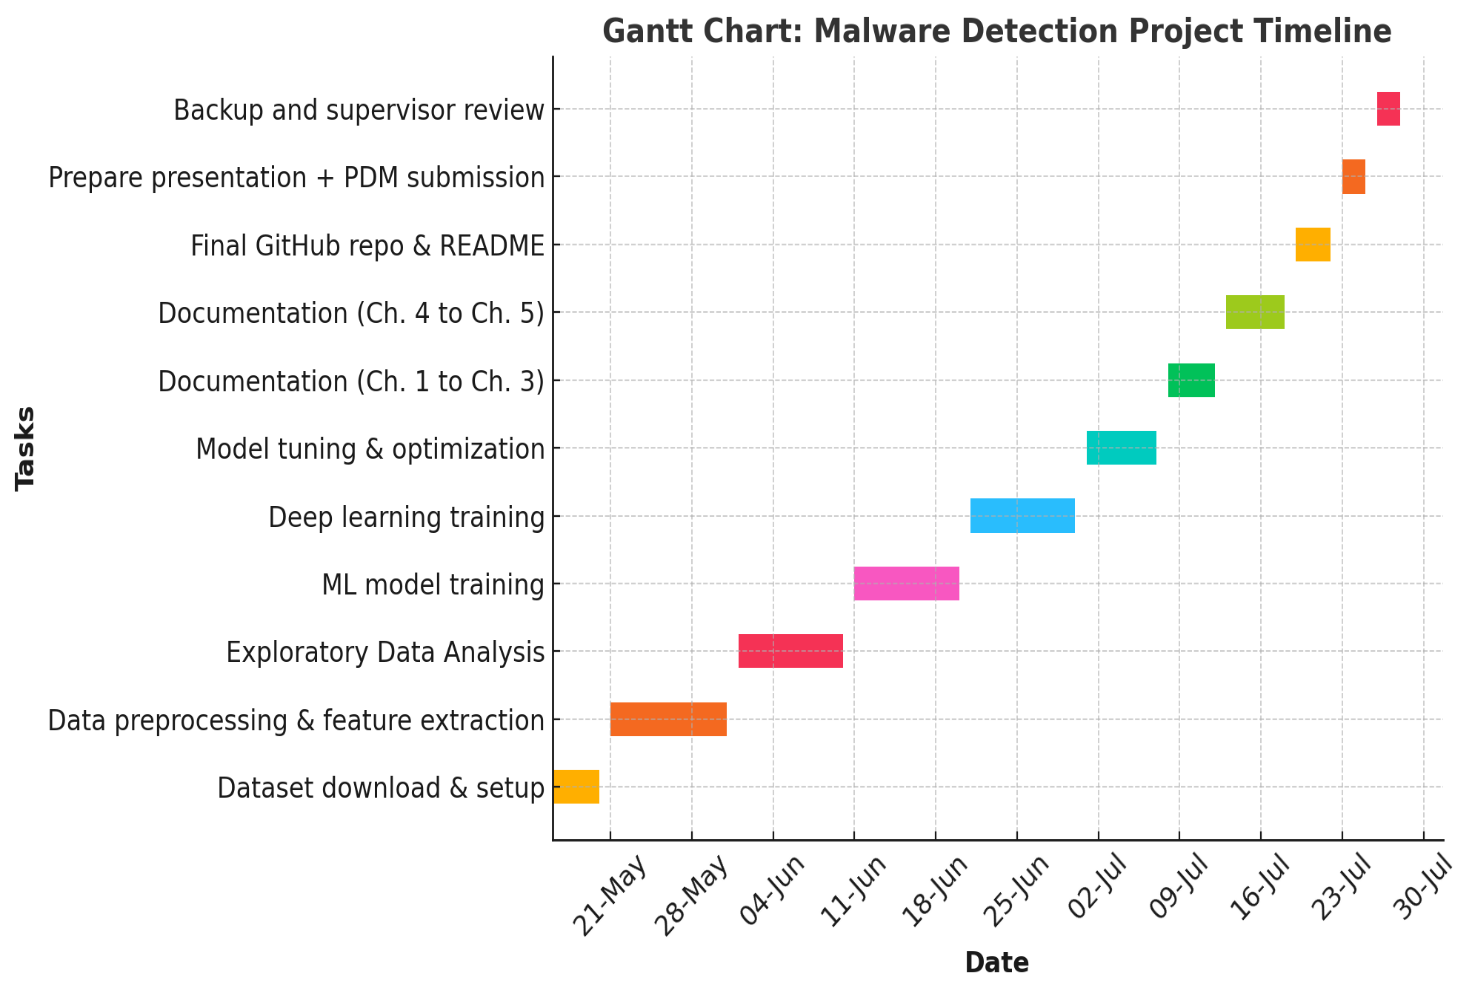 Gantt Chart: Malware Detection Project Timeline
Backup and supervisor review
Prepare presentation + PDM submission
Final GitHub repo & README
Documentation (Ch. 4 to Ch. 5)
Documentation (Ch. 1 to Ch. 3)
Model tuning & optimization
Deep learning training
ML model training
Exploratory Data Analysis
Data preprocessing & feature extraction
Dataset download & setup
Tasks
21-May
28-May
04-Jun
11-Jun
18-Jun
25-Jun
02-Jul
09-Jul
16-Jul
23-Jul
30-Jul
Date